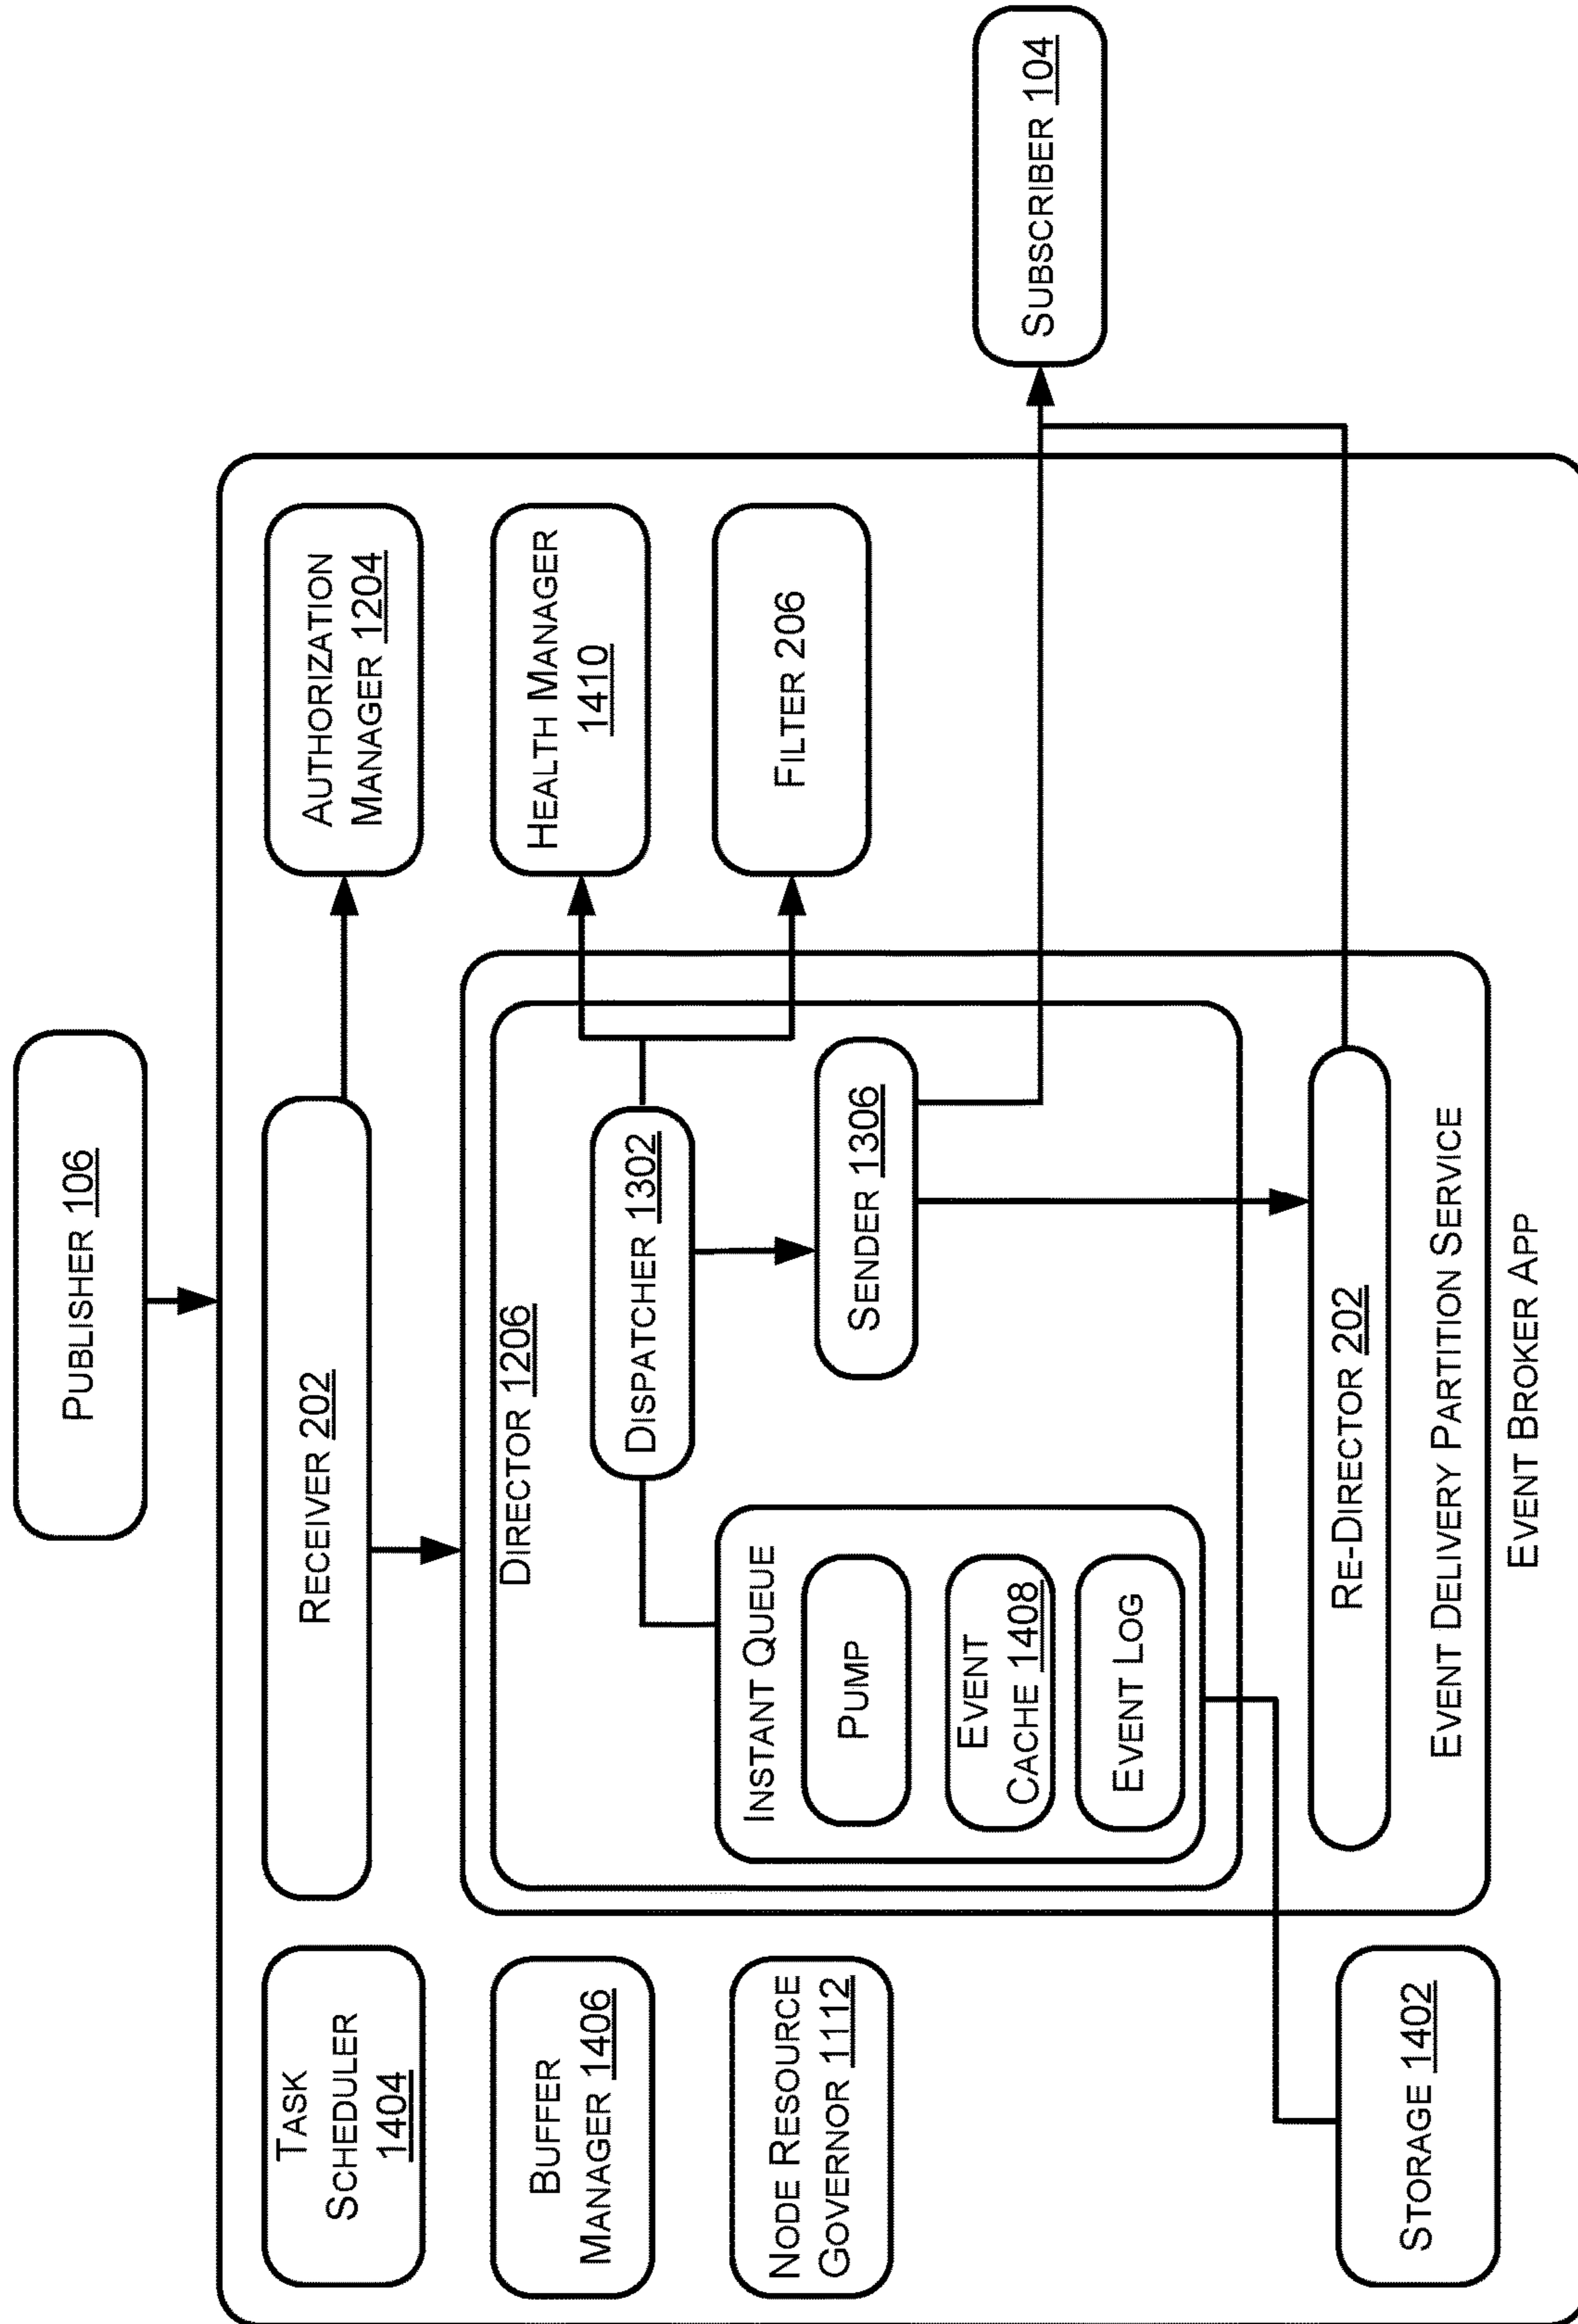 PUBLISHER 106
TASK
SCHEDULER
1404
RECEIVER 202
AUTHORIZATION
MANAGER 1204
BUFFER
MANAGER 1406
DIRECTOR 1206
HEALTH MANAGER
1410
DISPATCHER 1302
NODE RESOURCE
GOVERNOR 1112
INSTANT QUEUE
FILTER 206
PUMP
SENDER 1306
EVENT
CACHE 1408
SUBSCRIBER 104
EVENT LOG
STORAGE 1402
RE-DIRECTOR 202
EVENT DELIVERY PARTITION SERVICE
EVENT BROKER APP